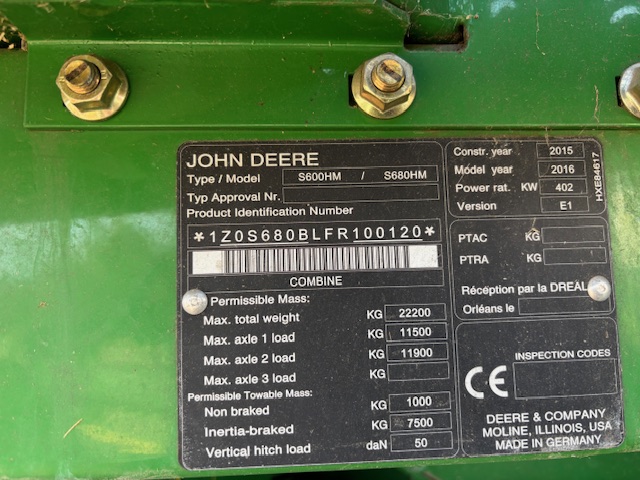 JOHN DEERE
Type / Model S600HM / S680HM
Typ Approval Nr.
Product Identification Number
*1Z0S680BLFR100120*
COMBINE
Permissible Mass:
Max. total weight KG 22200
Max. axle 1 load KG 11500
Max. axle 2 load KG 11900
Max. axle 3 load KG
Permissible Towable Mass:
Non braked KG 1000
Inertia-braked KG 7500
Vertical hitch load daN 50
Constr. year 2015
Model year 2016
Power rat. KW 402
Version E1
HXE84617
PTAC KG
PTRA KG
Réception par la DREAL
Orléans le
CE
INSPECTION CODES
DEERE & COMPANY
MOLINE, ILLINOIS, USA
MADE IN GERMANY